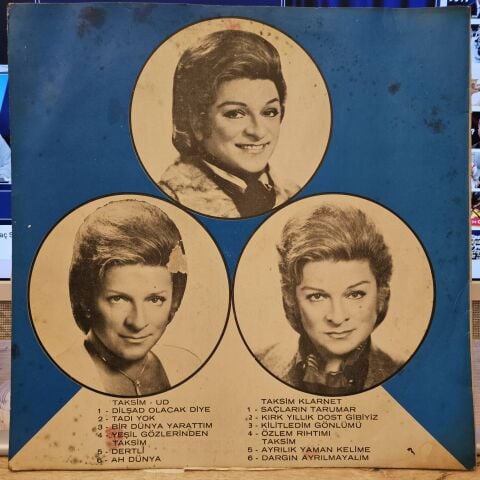 TAKSİM - UD
1 - DİLŞAD OLACAK DİYE
2 - TADI YOK
3 - BİR DÜNYA YARATTIM
4 - YEŞİL GÖZLERİNDEN
TAKSİM
5 - DERTLİ
6 - AH DÜNYA
TAKSİM KLARNET
1 - SAÇLARIN TARUMAR
2 - KIRK YILLIK DOST GİBİYİZ
3 - KİLİTLEDİM GÖNLÜMÜ
4 - ÖZLEM RIHTIMI
TAKSİM
5 - AYRILIK YAMAN KELİME
6 - DARGIN AYRILMAYALIM